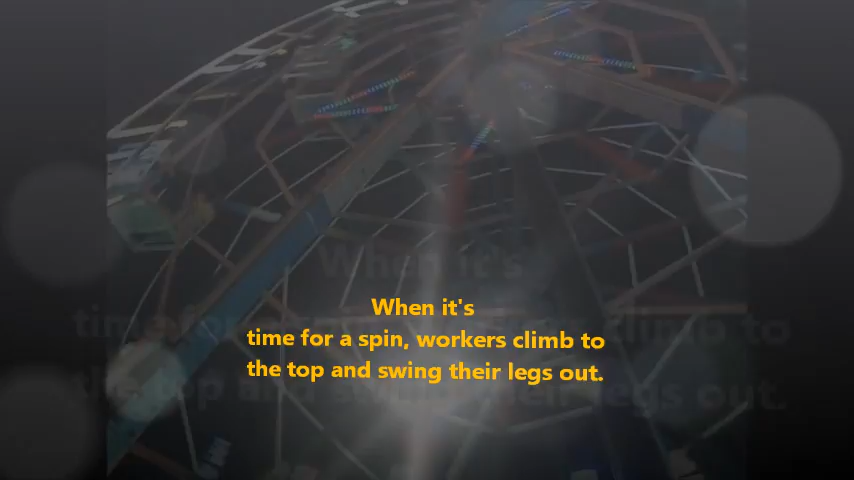 When it's
time for a spin, workers climb to
the top and swing their legs out.